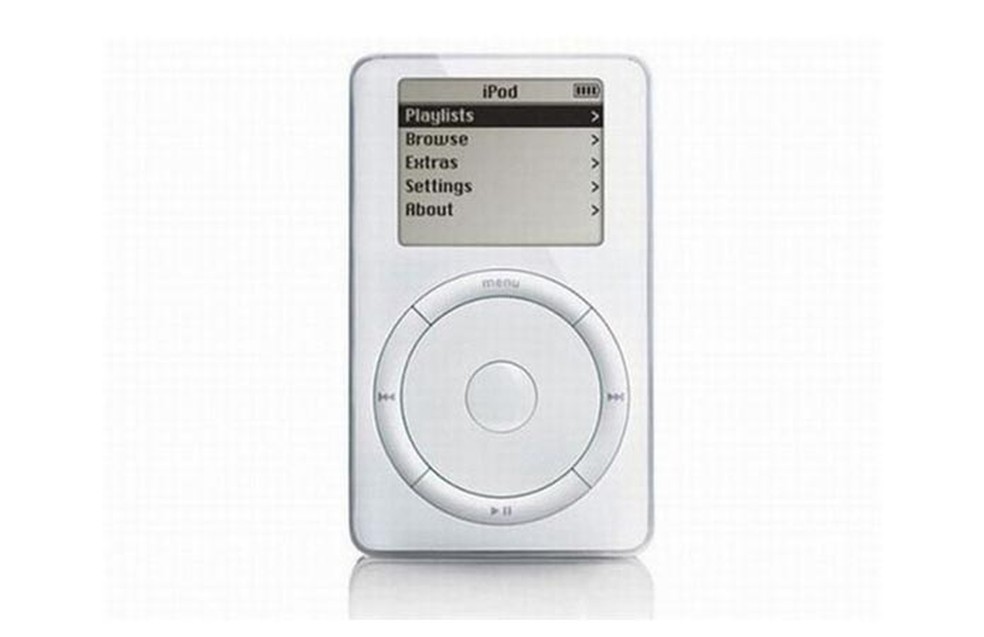 iPod
Playlists >
Browse >
Extras >
Settings >
About >
menu